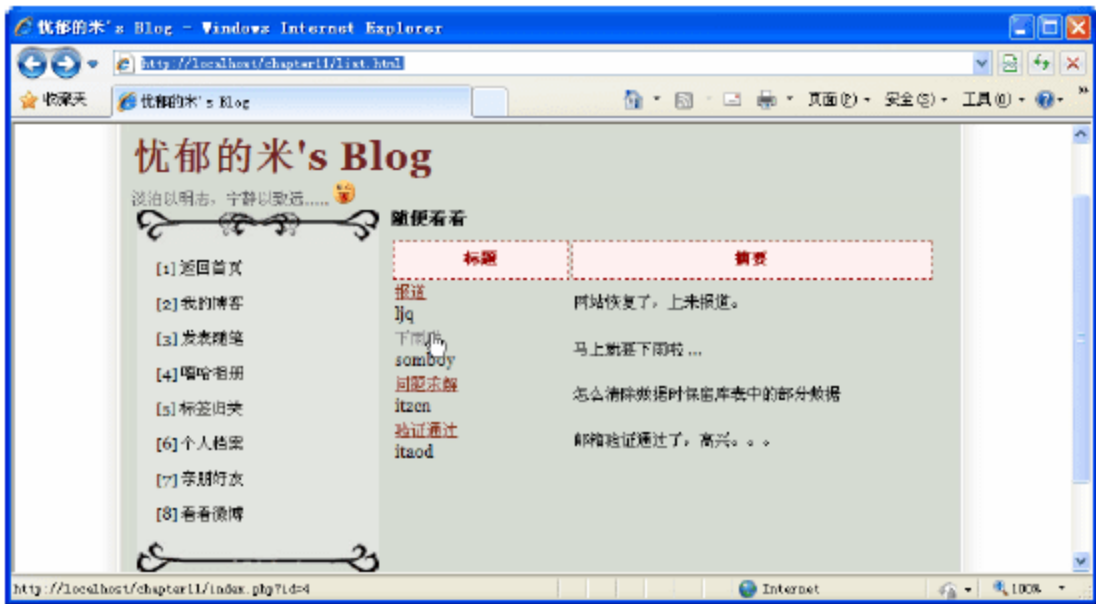 忧郁的米's Blog - Windows Internet Explorer
http://localhost/chapter11/list.html
收藏夹 忧郁的米's Blog 页面(P) 安全(S) 工具(O)
忧郁的米's Blog
淡泊以明志，宁静以致远......
随便看看
[1]返回首页
[2]我的博客
[3]发表随笔
[4]嘻哈相册
[5]标签归类
[6]个人档案
[7]亲朋好友
[8]看看微博
标题 摘要
报道
ljq
网站恢复了，上来报道。
下雨啦
somboy
马上就要下雨啦 ...
问题求解
itzcn
怎么清除数据时保留库表中的部分数据
验证通过
itaod
邮箱验证通过了，高兴。。。
http://localhost/chapter11/index.php?id=4 Internet 100%